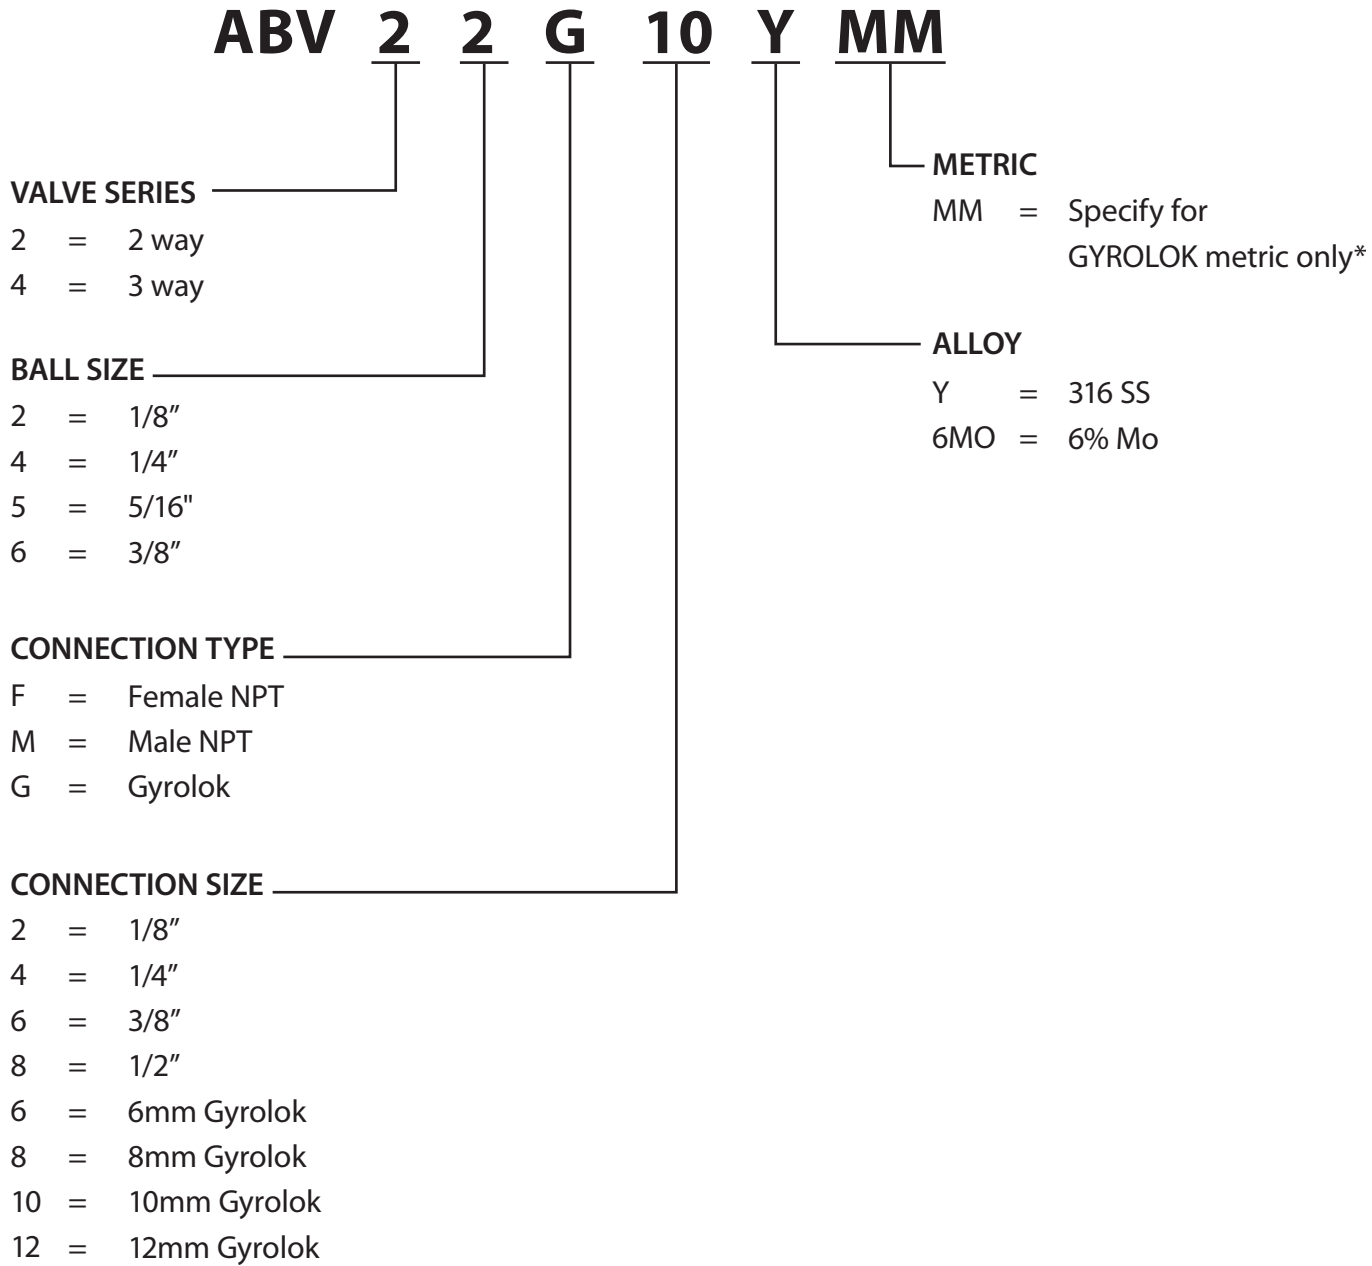 ABV 2 2 G 10 Y MM
VALVE SERIES
2 = 2 way
4 = 3 way
BALL SIZE
2 = 1/8”
4 = 1/4”
5 = 5/16"
6 = 3/8”
CONNECTION TYPE
F = Female NPT
M = Male NPT
G = Gyrolok
CONNECTION SIZE
2 = 1/8”
4 = 1/4”
6 = 3/8”
8 = 1/2”
6 = 6mm Gyrolok
8 = 8mm Gyrolok
10 = 10mm Gyrolok
12 = 12mm Gyrolok
METRIC
MM = Specify for
GYROLOK metric only*
ALLOY
Y = 316 SS
6MO = 6% Mo